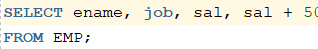 SELECT ename, job, sal, sal + 50
FROM EMP;